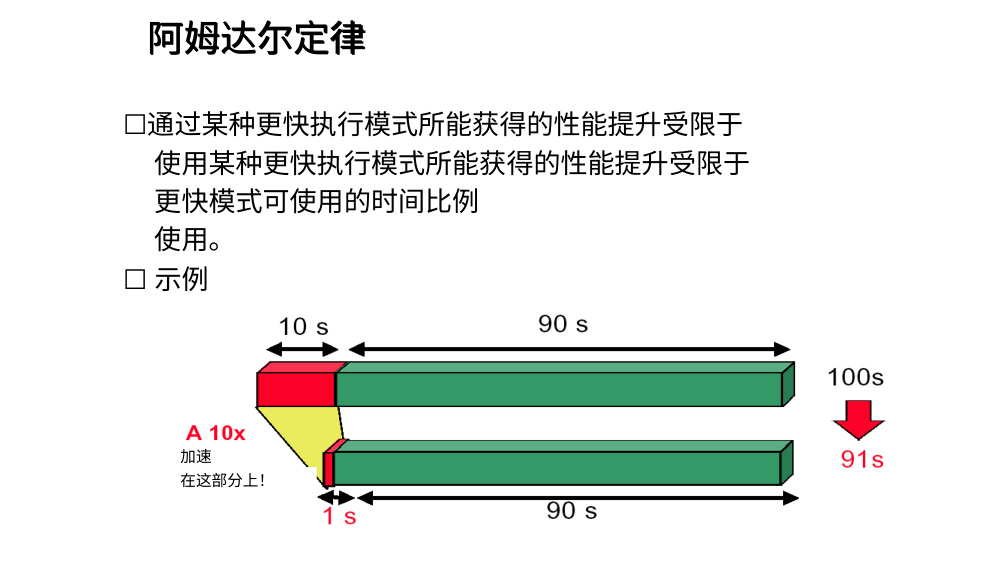 阿姆达尔定律
☐通过某种更快执行模式所能获得的性能提升受限于
使用某种更快执行模式所能获得的性能提升受限于
更快模式可使用的时间比例
使用。
☐ 示例
10 s
90 s
100s
A 10x
加速
在这部分上!
91s
1 s
90 s